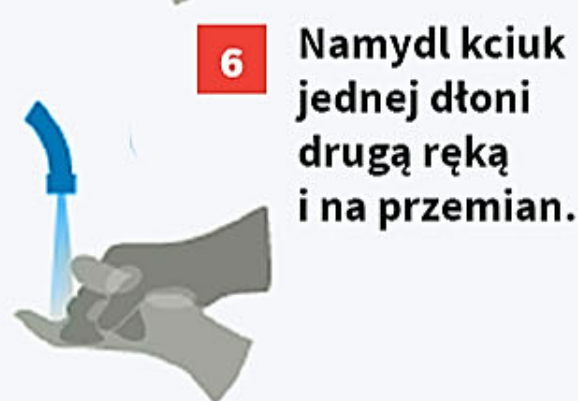 6
Namydl kciuk
jednej dłoni
drugą ręką
i na przemian.